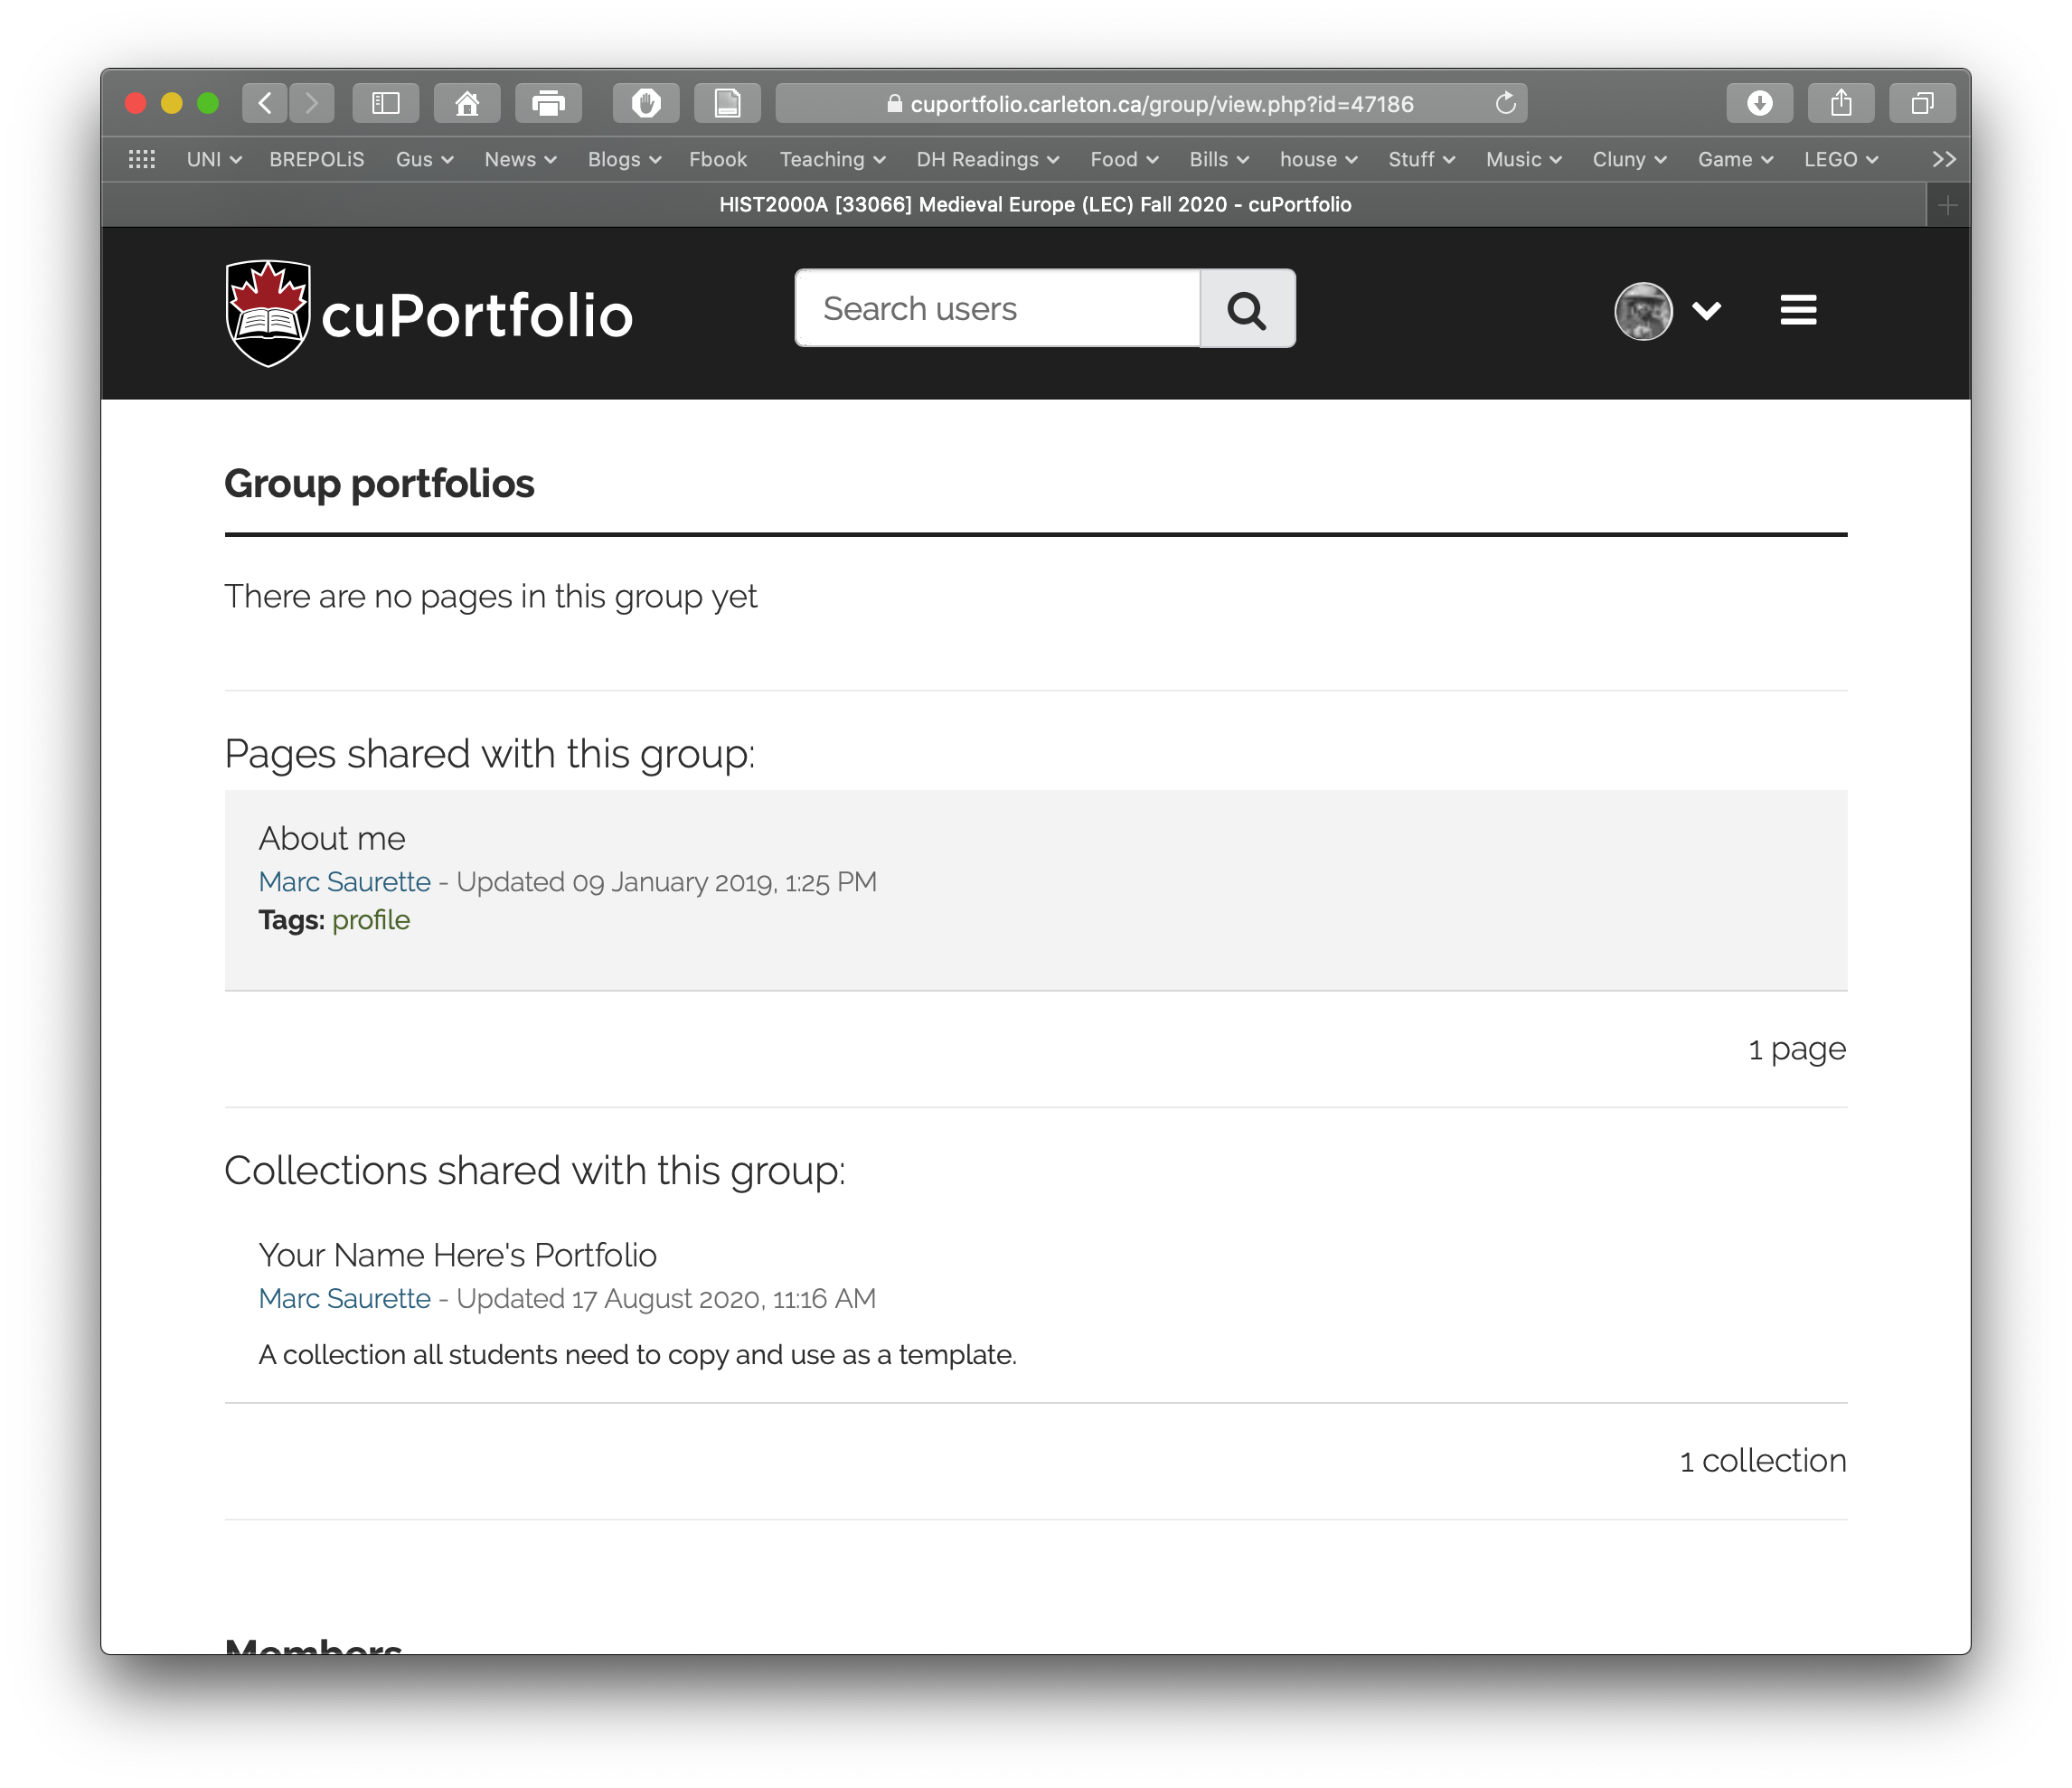 cuportfolio.carleton.ca/group/view.php?id=47186
UNI BREPOLiS Gus News Blogs Fbook Teaching DH Readings Food Bills house Stuff Music Cluny Game LEGO
HIST2000A [33066] Medieval Europe (LEC) Fall 2020 - cuPortfolio
cuPortfolio
Search users
Group portfolios
There are no pages in this group yet
Pages shared with this group:
About me
Marc Saurette - Updated 09 January 2019, 1:25 PM
Tags: profile
1 page
Collections shared with this group:
Your Name Here's Portfolio
Marc Saurette - Updated 17 August 2020, 11:16 AM
A collection all students need to copy and use as a template.
1 collection
Members